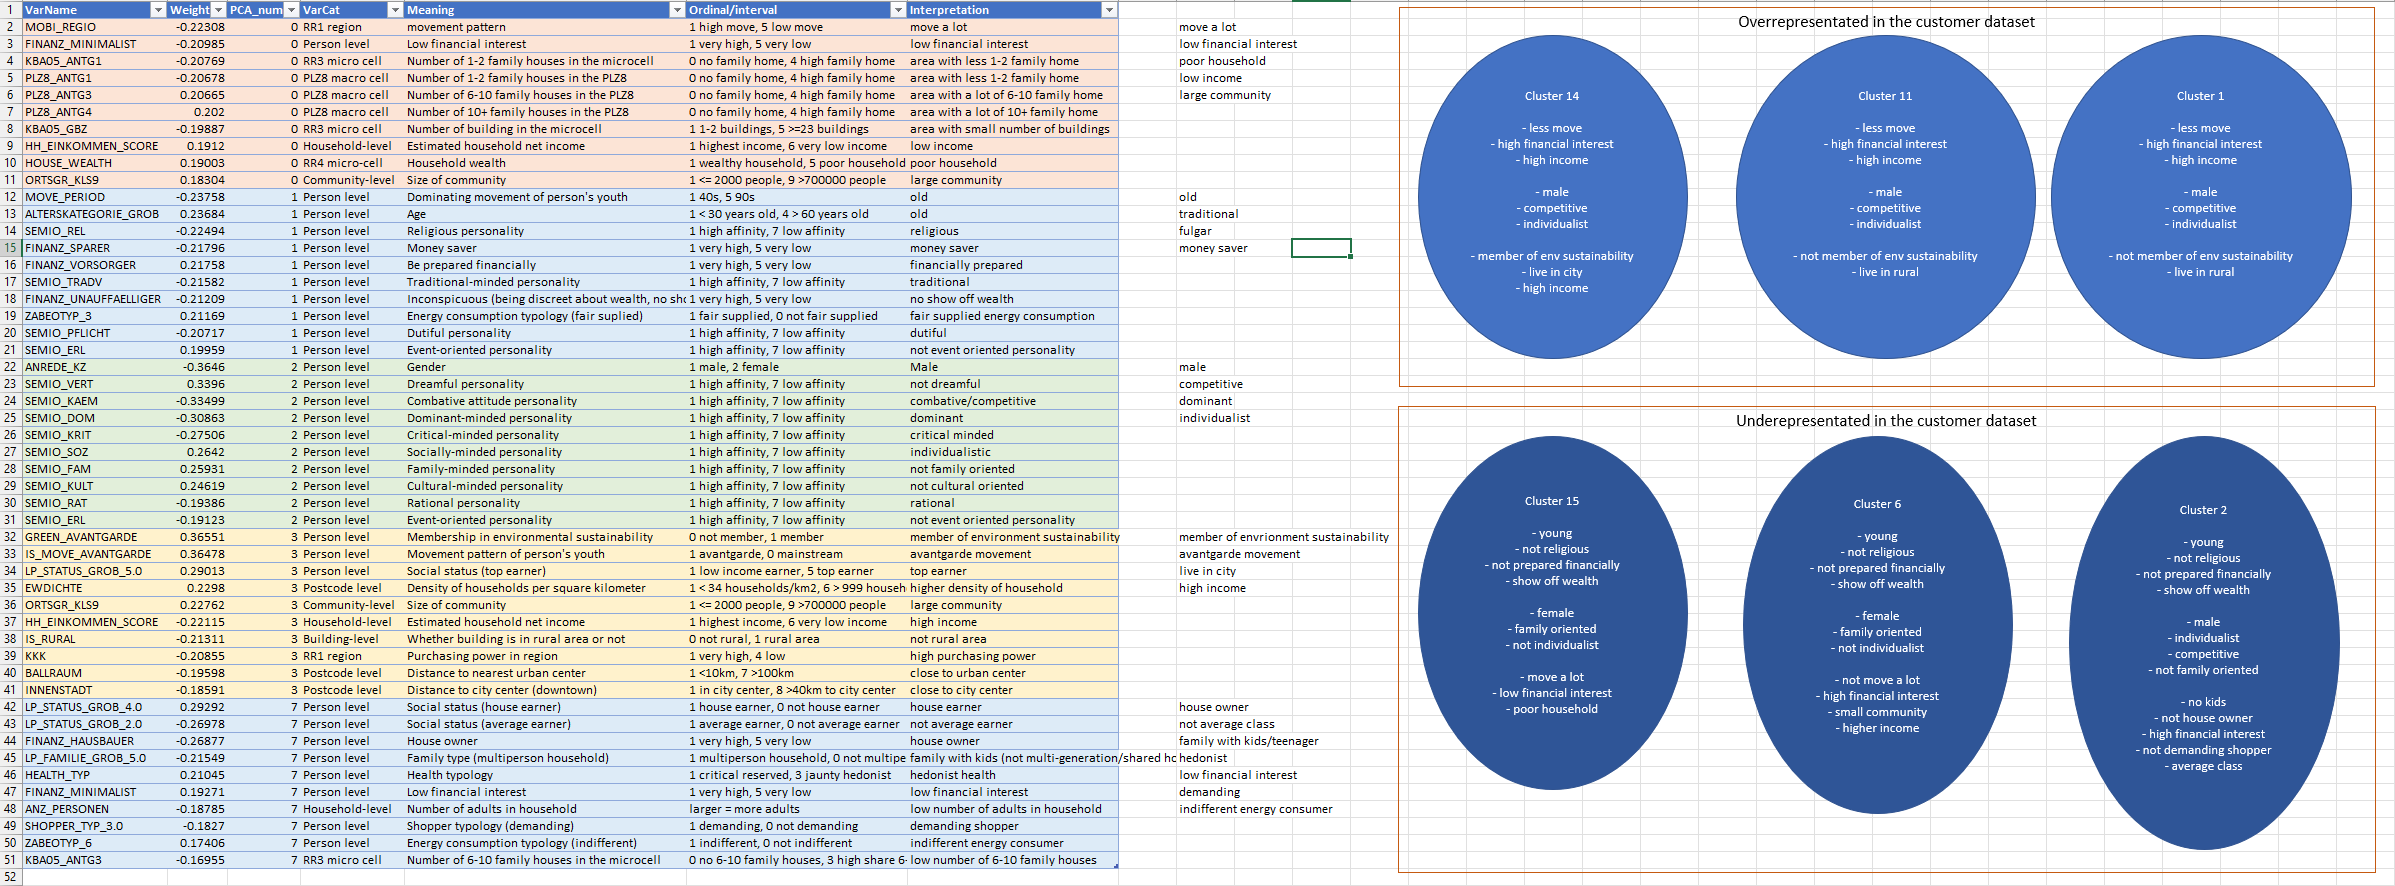 1 VarName Weight PCA_num VarCat Meaning Ordinal/interval Interpretation
2 MOBI_REGIO -0.22308 0 RR1 region movement pattern 1 high move, 5 low move move a lot move a lot
3 FINANZ_MINIMALIST -0.20985 0 Person level Low financial interest 1 very high, 5 very low low financial interest low financial interest
4 KBA05_ANTG1 -0.20769 0 RR3 micro cell Number of 1-2 family houses in the microcell 0 no family home, 4 high family home area with less 1-2 family home poor household
5 PLZ8_ANTG1 -0.20678 0 PLZ8 macro cell Number of 1-2 family houses in the PLZ8 0 no family home, 4 high family home area with less 1-2 family home low income
6 PLZ8_ANTG3 0.20665 0 PLZ8 macro cell Number of 6-10 family houses in the PLZ8 0 no family home, 4 high family home area with a lot of 6-10 family home large community
7 PLZ8_ANTG4 0.202 0 PLZ8 macro cell Number of 10+ family houses in the PLZ8 0 no family home, 4 high family home area with a lot of 10+ family home
8 KBA05_GBZ -0.19887 0 RR3 micro cell Number of building in the microcell 1 1-2 buildings, 5 >=23 buildings area with small number of buildings
9 HH_EINKOMMEN_SCORE 0.1912 0 Household-level Estimated household net income 1 highest income, 6 very low income low income
10 HOUSE_WEALTH 0.19003 0 RR4 micro-cell Household wealth 1 wealthy household, 5 poor household poor household
11 ORTSGR_KLS9 0.18304 0 Community-level Size of community 1 <= 2000 people, 9 >700000 people large community
12 MOVE_PERIOD -0.23758 1 Person level Dominating movement of person's youth 1 40s, 5 90s old old
13 ALTERSKATEGORIE_GROB 0.23684 1 Person level Age 1 < 30 years old, 4 > 60 years old old traditional
14 SEMIO_REL -0.22494 1 Person level Religious personality 1 high affinity, 7 low affinity religious fulgar
15 FINANZ_SPARER -0.21796 1 Person level Money saver 1 very high, 5 very low money saver money saver
16 FINANZ_VORSORGER 0.21758 1 Person level Be prepared financially 1 very high, 5 very low financially prepared
17 SEMIO_TRADV -0.21582 1 Person level Traditional-minded personality 1 high affinity, 7 low affinity traditional
18 FINANZ_UNAUFFAELLIGER -0.21209 1 Person level Inconspicuous (being discreet about wealth, no sho 1 very high, 5 very low no show off wealth
19 ZABEOTYP_3 0.21169 1 Person level Energy consumption typology (fair suplied) 1 fair supplied, 0 not fair supplied fair supplied energy consumption
20 SEMIO_PFLICHT -0.20717 1 Person level Dutiful personality 1 high affinity, 7 low affinity dutiful
21 SEMIO_ERL 0.19959 1 Person level Event-oriented personality 1 high affinity, 7 low affinity not event oriented personality
22 ANREDE_KZ -0.3646 2 Person level Gender 1 male, 2 female Male male
23 SEMIO_VERT 0.3396 2 Person level Dreamful personality 1 high affinity, 7 low affinity not dreamful competitive
24 SEMIO_KAEM -0.33499 2 Person level Combative attitude personality 1 high affinity, 7 low affinity combative/competitive dominant
25 SEMIO_DOM -0.30863 2 Person level Dominant-minded personality 1 high affinity, 7 low affinity dominant individualist
26 SEMIO_KRIT -0.27506 2 Person level Critical-minded personality 1 high affinity, 7 low affinity critical minded
27 SEMIO_SOZ 0.2642 2 Person level Socially-minded personality 1 high affinity, 7 low affinity individualistic
28 SEMIO_FAM 0.25931 2 Person level Family-minded personality 1 high affinity, 7 low affinity not family oriented
29 SEMIO_KULT 0.24619 2 Person level Cultural-minded personality 1 high affinity, 7 low affinity not cultural oriented
30 SEMIO_RAT -0.19386 2 Person level Rational personality 1 high affinity, 7 low affinity rational
31 SEMIO_ERL -0.19123 2 Person level Event-oriented personality 1 high affinity, 7 low affinity not event oriented personality
32 GREEN_AVANTGARDE 0.36551 3 Person level Membership in environmental sustainability 0 not member, 1 member member of environment sustainability member of envrionment sustainability
33 IS_MOVE_AVANTGARDE 0.36478 3 Person level Movement pattern of person's youth 1 avantgarde, 0 mainstream avantgarde movement avantgarde movement
34 LP_STATUS_GROB_5.0 0.29013 3 Person level Social status (top earner) 1 low income earner, 5 top earner top earner live in city
35 EWDICHTE 0.2298 3 Postcode level Density of households per square kilometer 1 < 34 households/km2, 6 > 999 househ higher density of household high income
36 ORTSGR_KLS9 0.22762 3 Community-level Size of community 1 <= 2000 people, 9 >700000 people large community
37 HH_EINKOMMEN_SCORE -0.22115 3 Household-level Estimated household net income 1 highest income, 6 very low income high income
38 IS_RURAL -0.21311 3 Building-level Whether building is in rural area or not 0 not rural, 1 rural area not rural area
39 KKK -0.20855 3 RR1 region Purchasing power in region 1 very high, 4 low high purchasing power
40 BALLRAUM -0.19598 3 Postcode level Distance to nearest urban center 1 <10km, 7 >100km close to urban center
41 INNENSTADT -0.18591 3 Postcode level Distance to city center (downtown) 1 in city center, 8 >40km to city center close to city center
42 LP_STATUS_GROB_4.0 0.29292 7 Person level Social status (house earner) 1 house earner, 0 not house earner house earner house owner
43 LP_STATUS_GROB_2.0 -0.26978 7 Person level Social status (average earner) 1 average earner, 0 not average earner not average earner not average class
44 FINANZ_HAUSBAUER -0.26877 7 Person level House owner 1 very high, 5 very low house owner family with kids/teenager
45 LP_FAMILIE_GROB_5.0 -0.21549 7 Person level Family type (multiperson household) 1 multiperson household, 0 not multipe family with kids (not multi-generation/shared hc hedonist
46 HEALTH_TYP 0.21045 7 Person level Health typology 1 critical reserved, 3 jaunty hedonist hedonist health low financial interest
47 FINANZ_MINIMALIST 0.19271 7 Person level Low financial interest 1 very high, 5 very low low financial interest demanding
48 ANZ_PERSONEN -0.18785 7 Household-level Number of adults in household larger = more adults low number of adults in household indifferent energy consumer
49 SHOPPER_TYP_3.0 -0.1827 7 Person level Shopper typology (demanding) 1 demanding, 0 not demanding demanding shopper
50 ZABEOTYP_6 0.17406 7 Person level Energy consumption typology (indifferent) 1 indifferent, 0 not indifferent indifferent energy consumer
51 KBA05_ANTG3 -0.16955 7 RR3 micro cell Number of 6-10 family houses in the microcell 0 no 6-10 family houses, 3 high share 6- low number of 6-10 family houses
52
Overrepresentated in the customer dataset
Cluster 14
- less move
- high financial interest
- high income
- male
- competitive
- individualist
- member of env sustainability
- live in city
- high income
Cluster 11
- less move
- high financial interest
- high income
- male
- competitive
- individualist
- not member of env sustainability
- live in rural
Cluster 1
- less move
- high financial interest
- high income
- male
- competitive
- individualist
- not member of env sustainability
- live in rural
Underepresentated in the customer dataset
Cluster 15
- young
- not religious
- not prepared financially
- show off wealth
- female
- family oriented
- not individualist
- move a lot
- low financial interest
- poor household
Cluster 6
- young
- not religious
- not prepared financially
- show off wealth
- female
- family oriented
- not individualist
- not move a lot
- high financial interest
- small community
- higher income
Cluster 2
- young
- not religious
- not prepared financially
- show off wealth
- male
- individualist
- competitive
- not family oriented
- no kids
- not house owner
- high financial interest
- not demanding shopper
- average class